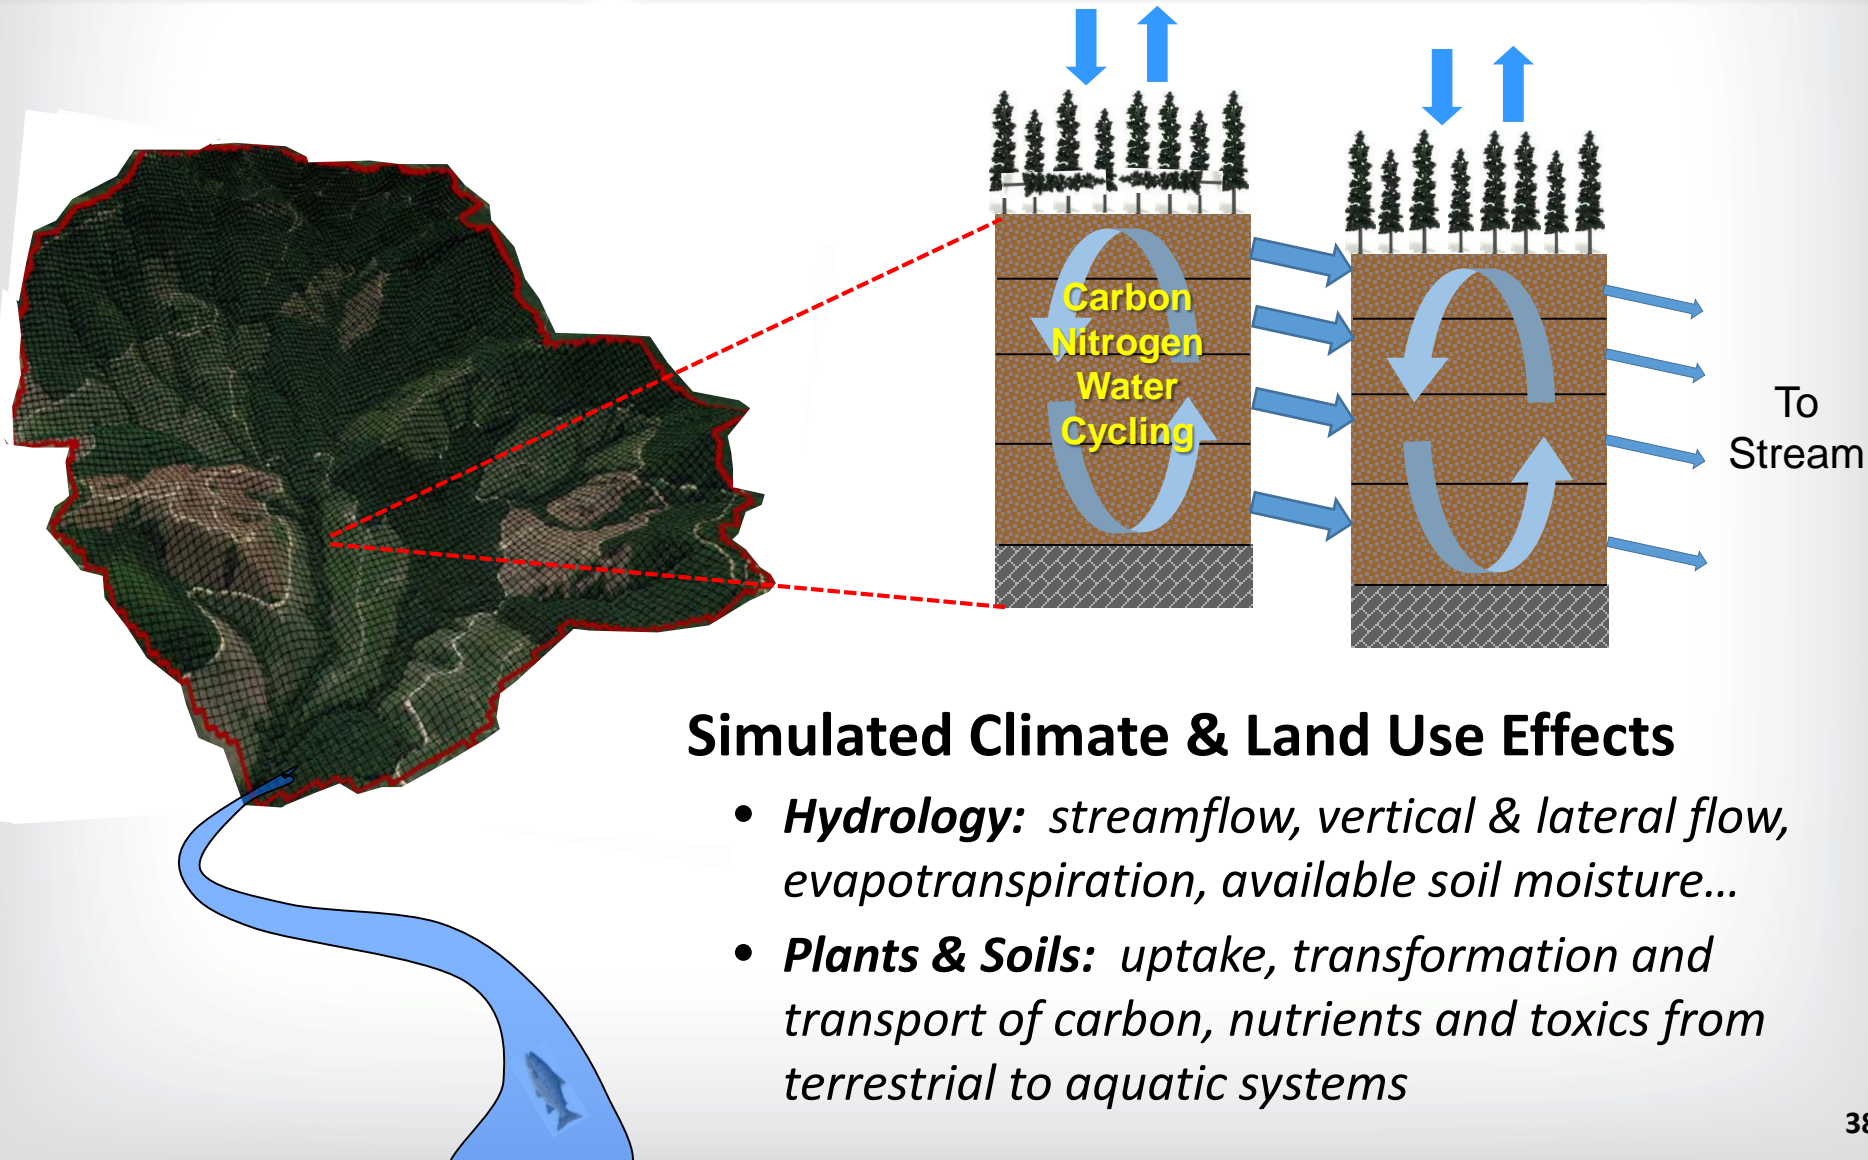 Carbon
Nitrogen
Water
Cycling
To
Stream
Simulated Climate & Land Use Effects
• Hydrology: streamflow, vertical & lateral flow,
evapotranspiration, available soil moisture…
• Plants & Soils: uptake, transformation and
transport of carbon, nutrients and toxics from
terrestrial to aquatic systems
38